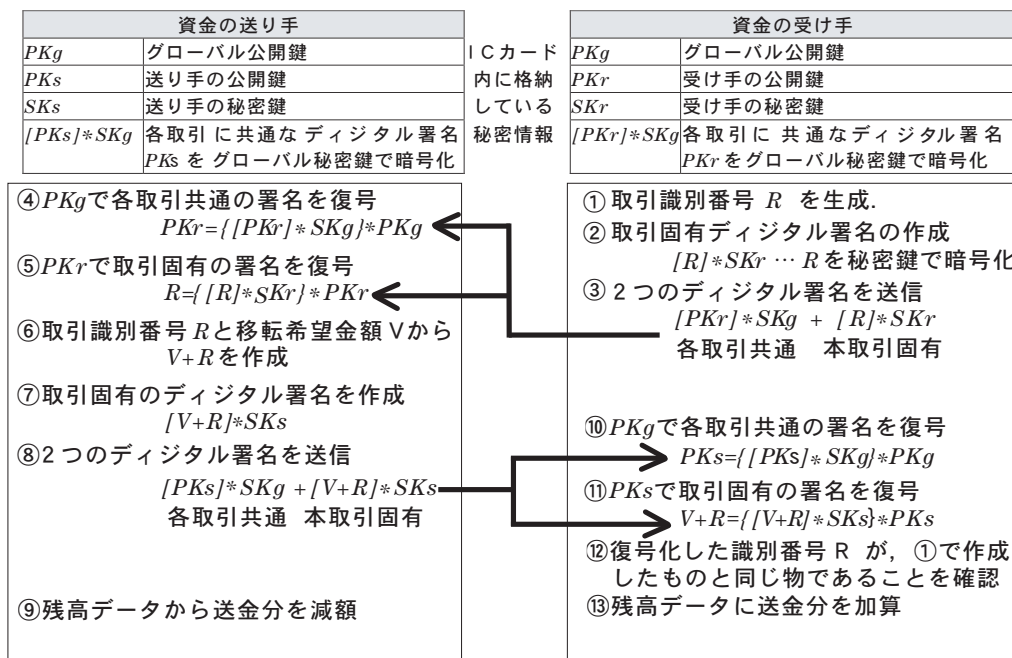 資金の送り手
PKg グローバル公開鍵
PKs 送り手の公開鍵
SKs 送り手の秘密鍵
[PKs]*SKg 各取引に共通なディジタル署名
PKsをグローバル秘密鍵で暗号化
ICカード
内に格納
している
秘密情報
資金の受け手
PKg グローバル公開鍵
PKr 受け手の公開鍵
SKr 受け手の秘密鍵
[PKr]*SKg 各取引に共通なディジタル署名
PKrをグローバル秘密鍵で暗号化
④PKgで各取引共通の署名を復号
PKr={[PKr]*SKg}*PKg
⑤PKrで取引固有の署名を復号
R={[R]*SKr}*PKr
⑥取引識別番号Rと移転希望金額Vから
V+Rを作成
⑦取引固有のディジタル署名を作成
[V+R]*SKs
⑧2つのディジタル署名を送信
[PKs]*SKg +[V+R]*SKs
各取引共通 本取引固有
⑨残高データから送金分を減額
①取引識別番号 R を生成.
②取引固有ディジタル署名の作成
[R]*SKr … Rを秘密鍵で暗号化
③2つのディジタル署名を送信
[PKr]*SKg + [R]*SKr
各取引共通 本取引固有
⑩PKgで各取引共通の署名を復号
PKs={[PKs]*SKg}*PKg
⑪PKsで取引固有の署名を復号
V+R={[V+R]*SKs}*PKs
⑫復号化した識別番号R が，①で作成
したものと同じ物であることを確認
⑬残高データに送金分を加算